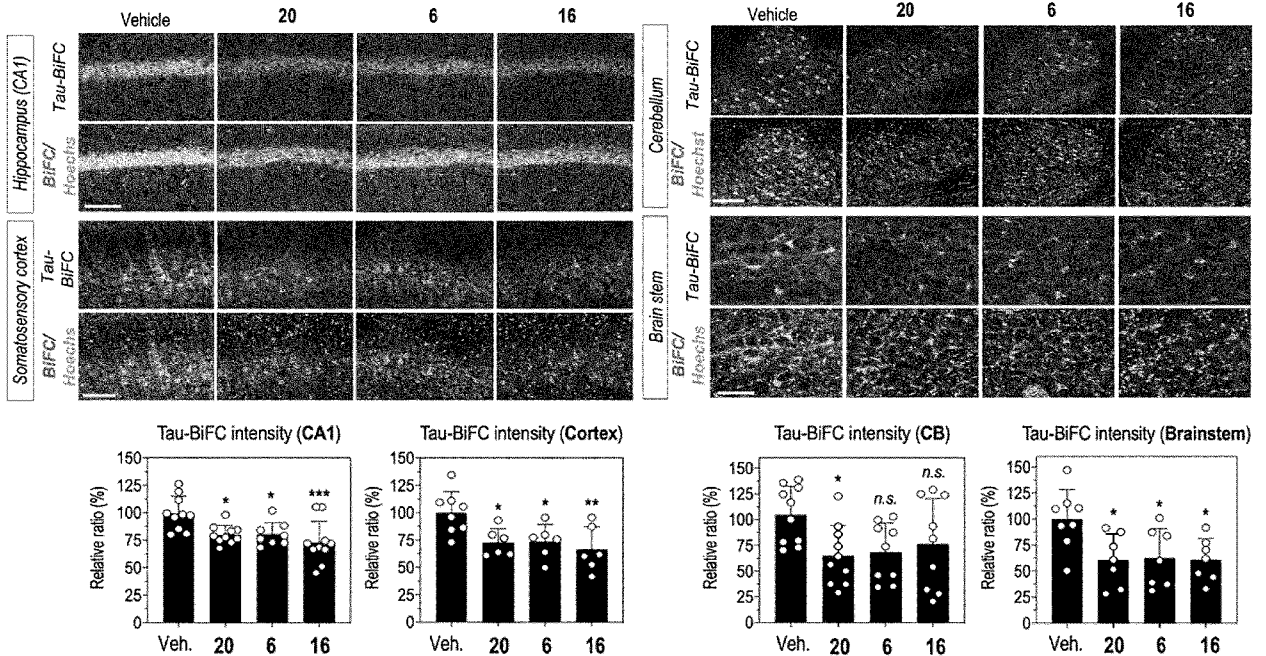 Vehicle 20 6 16
Hippocampus (CA1)
Tau-BiFC
BiFC/
Hoechs
Somatosensory cortex
Tau-
BiFC
BiFC/
Hoechs
Vehicle 20 6 16
Cerebellum
Tau-BiFC
BiFC/
Hoechst
Brain stem
Tau-BiFC
BiFC/
Hoechs
Tau-BiFC intensity (CA1)
Relative ratio (%)
150
125
100
75
50
25
0
* * ***
Veh. 20 6 16
Tau-BiFC intensity (Cortex)
Relative ratio (%)
150
125
100
75
50
25
0
* * **
Veh. 20 6 16
Tau-BiFC intensity (CB)
Relative ratio (%)
150
125
100
75
50
25
0
* n.s. n.s.
Veh. 20 6 16
Tau-BiFC intensity (Brainstem)
Relative ratio (%)
150
125
100
75
50
25
0
* * *
Veh. 20 6 16